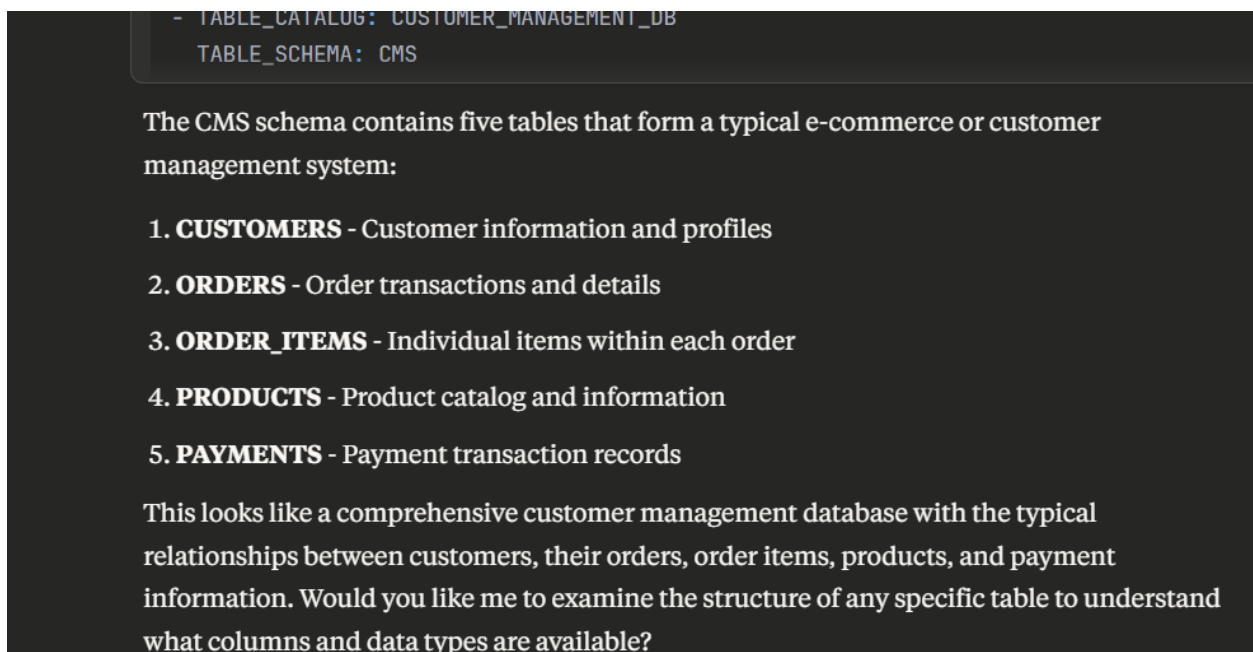 - TABLE_CATALOG: CUSTOMER_MANAGEMENT_DB
TABLE_SCHEMA: CMS
The CMS schema contains five tables that form a typical e-commerce or customer
management system:
1. CUSTOMERS - Customer information and profiles
2. ORDERS - Order transactions and details
3. ORDER_ITEMS - Individual items within each order
4. PRODUCTS - Product catalog and information
5. PAYMENTS - Payment transaction records
This looks like a comprehensive customer management database with the typical
relationships between customers, their orders, order items, products, and payment
information. Would you like me to examine the structure of any specific table to understand
what columns and data types are available?